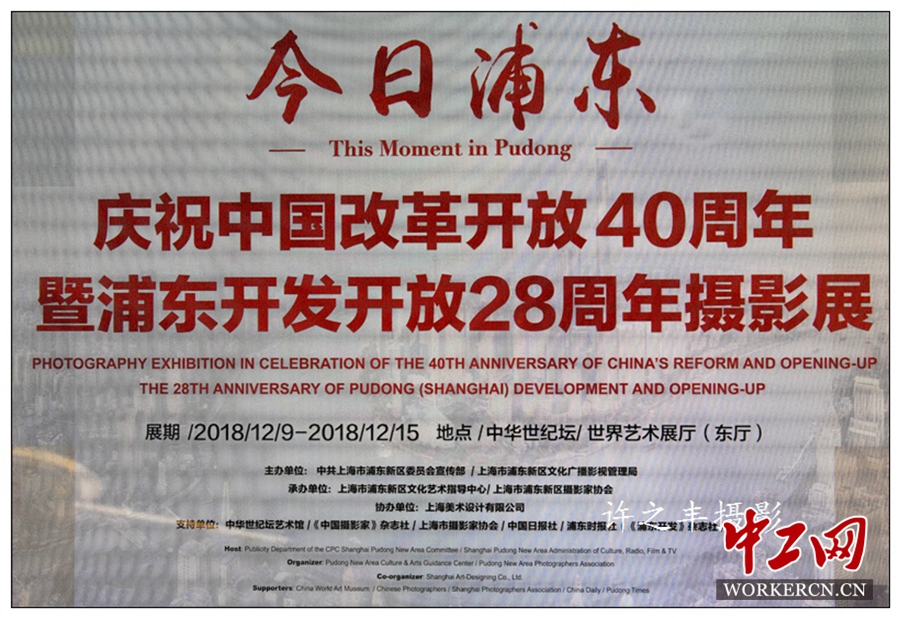 今日浦东
This Moment in Pudong
庆祝中国改革开放40周年
暨浦东开发开放28周年摄影展
PHOTOGRAPHY EXHIBITION IN CELEBRATION OF THE 40TH ANNIVERSARY OF CHINA'S REFORM AND OPENING-UP
THE 28TH ANNIVERSARY OF PUDONG (SHANGHAI) DEVELOPMENT AND OPENING-UP
展期 /2018/12/9-2018/12/15 地点 /中华世纪坛/ 世界艺术展厅（东厅）
主办单位：中共上海市浦东新区委员会宣传部 / 上海市浦东新区文化广播影视管理局
承办单位：上海市浦东新区文化艺术指导中心/ 上海市浦东新区摄影家协会
协办单位：上海美术设计有限公司
支持单位：中华世纪坛艺术馆 /《中国摄影家》杂志社 / 上海市摄影家协会 / 中国日报社 / 浦东时报社 《浦东开发》杂志社
许之丰摄影
Host: Publicity Department of the CPC Shanghai Pudong New Area Committee / Shanghai Pudong New Area Administration of Culture, Radio, Film & TV
Organizer: Pudong New Area Culture & Arts Guidance Center / Pudong New Area Photographers Association
Co-organizer: Shanghai Art-Designing Co., Ltd.
Supporters: China World Art Museum / Chinese Photographers / Shanghai Photographers Association / China Daily / Pudong Times
中工网
WORKERCN.CN